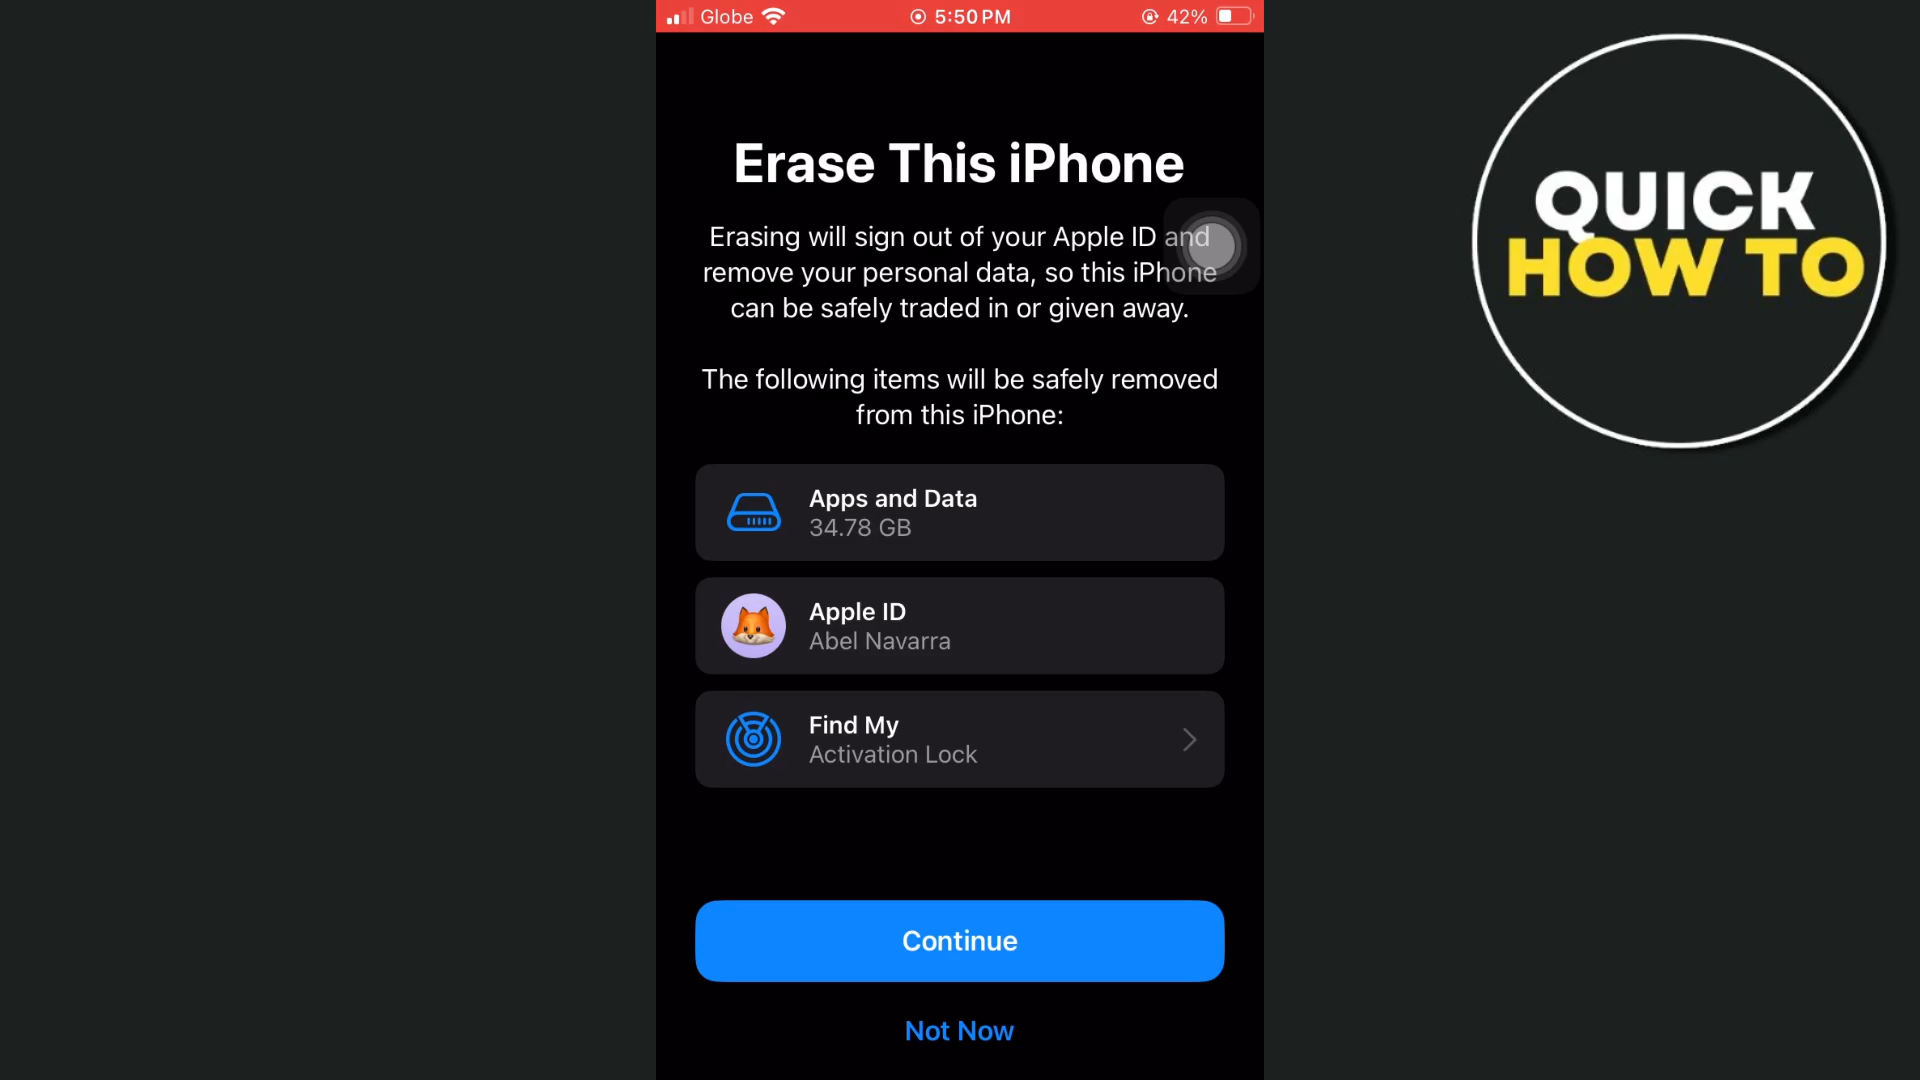 Globe 5:50 PM 42%
Erase This iPhone
Erasing will sign out of your Apple ID and
remove your personal data, so this iPhone
can be safely traded in or given away.
The following items will be safely removed
from this iPhone:
Apps and Data
34.78 GB
Apple ID
Abel Navarra
Find My
Activation Lock
Continue
Not Now
QUICK
HOW TO